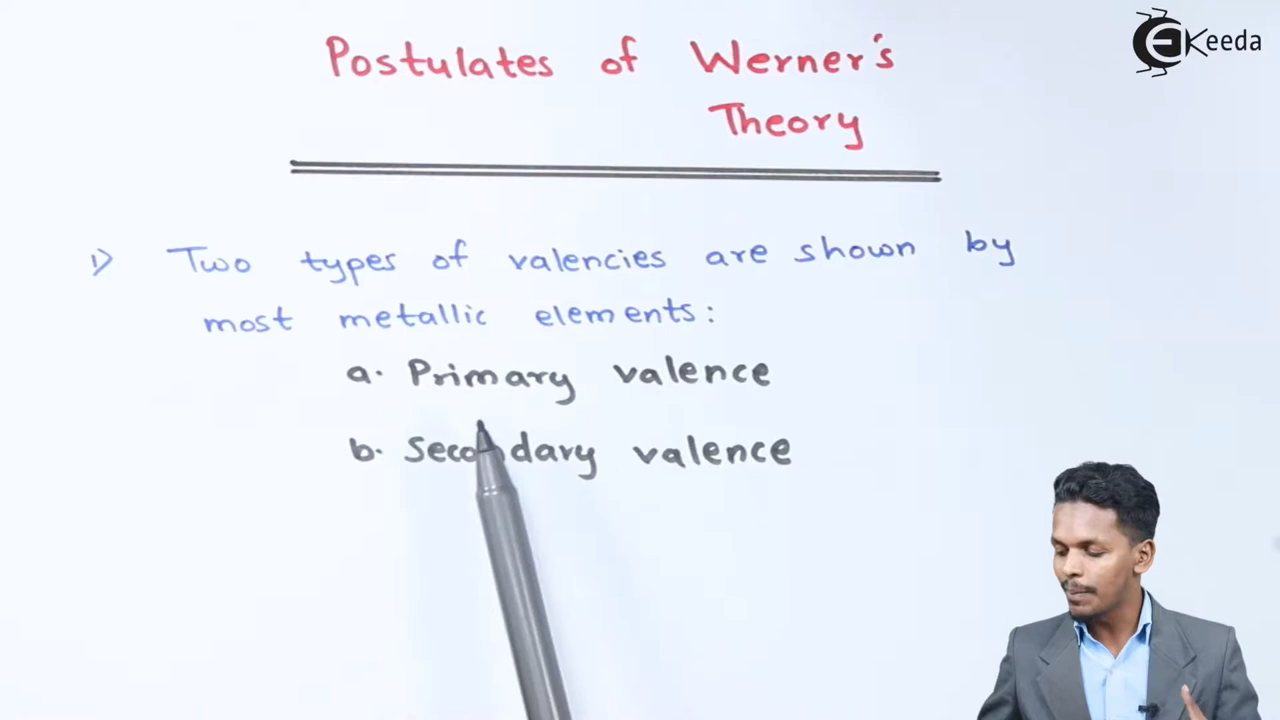 EKeeda
Postulates of Werner's
Theory
1) Two types of valencies are shown by
most metallic elements:
a. Primary valence
b. Secondary valence